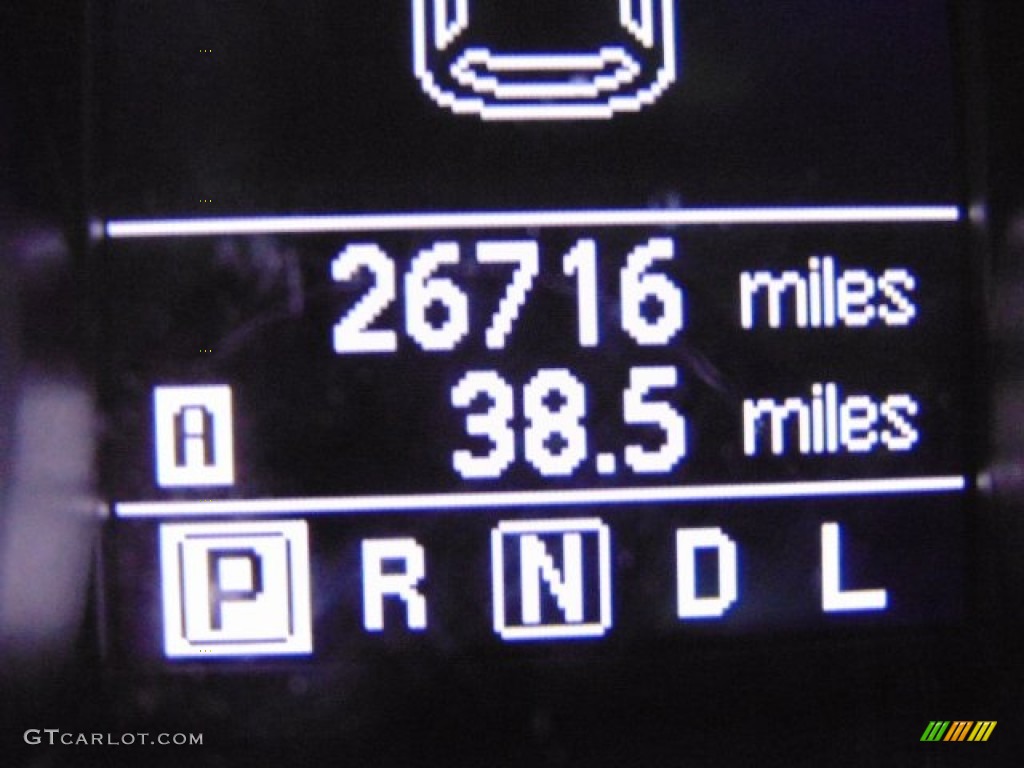 26716 miles
A 38.5 miles
P R N D L
GTCARLOT.COM